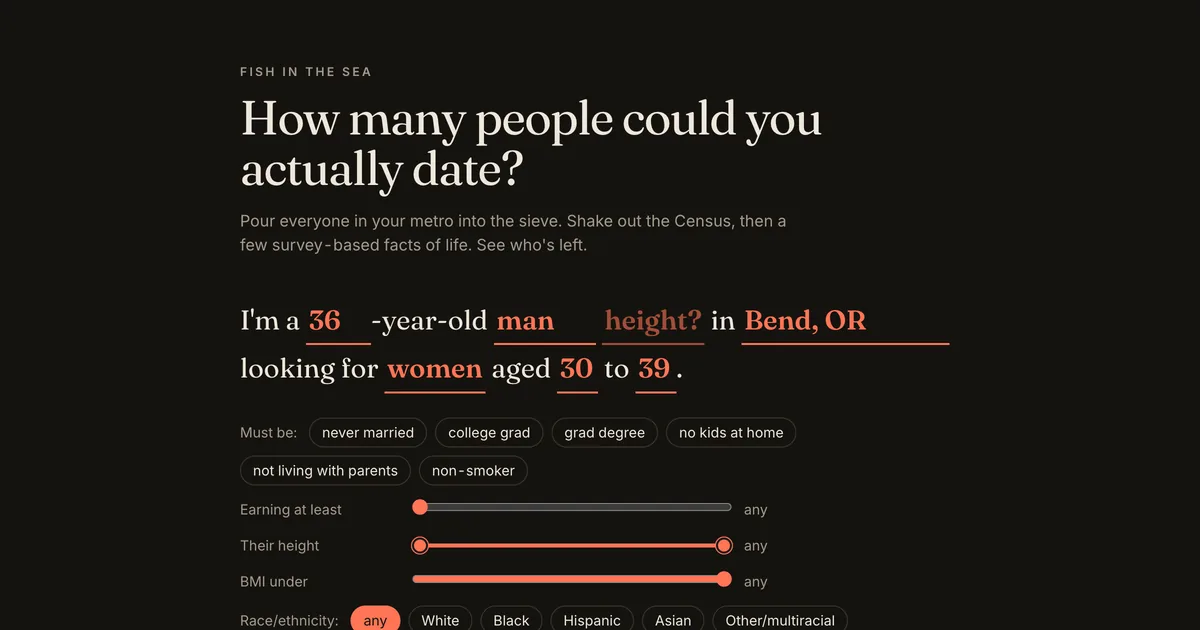 FISH IN THE SEA
How many people could you
actually date?
Pour everyone in your metro into the sieve. Shake out the Census, then a
few survey-based facts of life. See who's left.
I'm a 36 -year-old man height? in Bend, OR
looking for women aged 30 to 39 .
Must be: never married college grad grad degree no kids at home
not living with parents non-smoker
Earning at least any
Their height any
BMI under any
Race/ethnicity: any White Black Hispanic Asian Other/multiracial